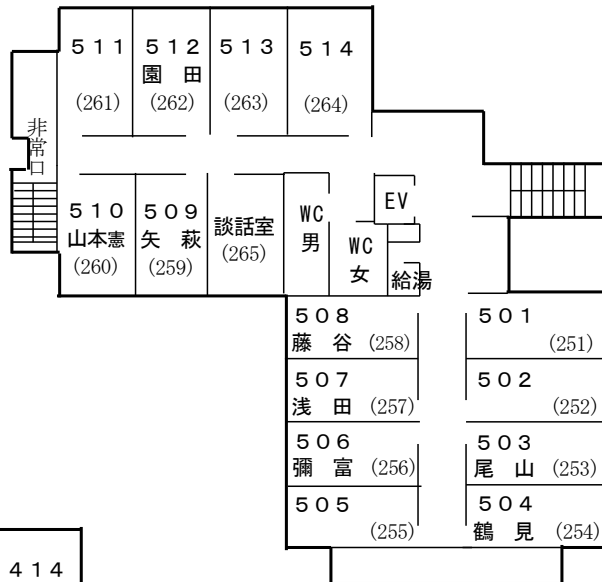 ５１１
(261)
５１２
園　田
(262)
５１３
(263)
５１４
(264)
非常口
５１０
山本憲
(260)
５０９
矢　萩
(259)
談話室
(265)
WC
男
WC
女
EV
給湯
５０８
藤　谷 (258)
５０１
(251)
５０７
浅　田 (257)
５０２
(252)
５０６
彌　富 (256)
５０３
尾　山 (253)
５０５
(255)
５０４
鶴　見 (254)
４１４